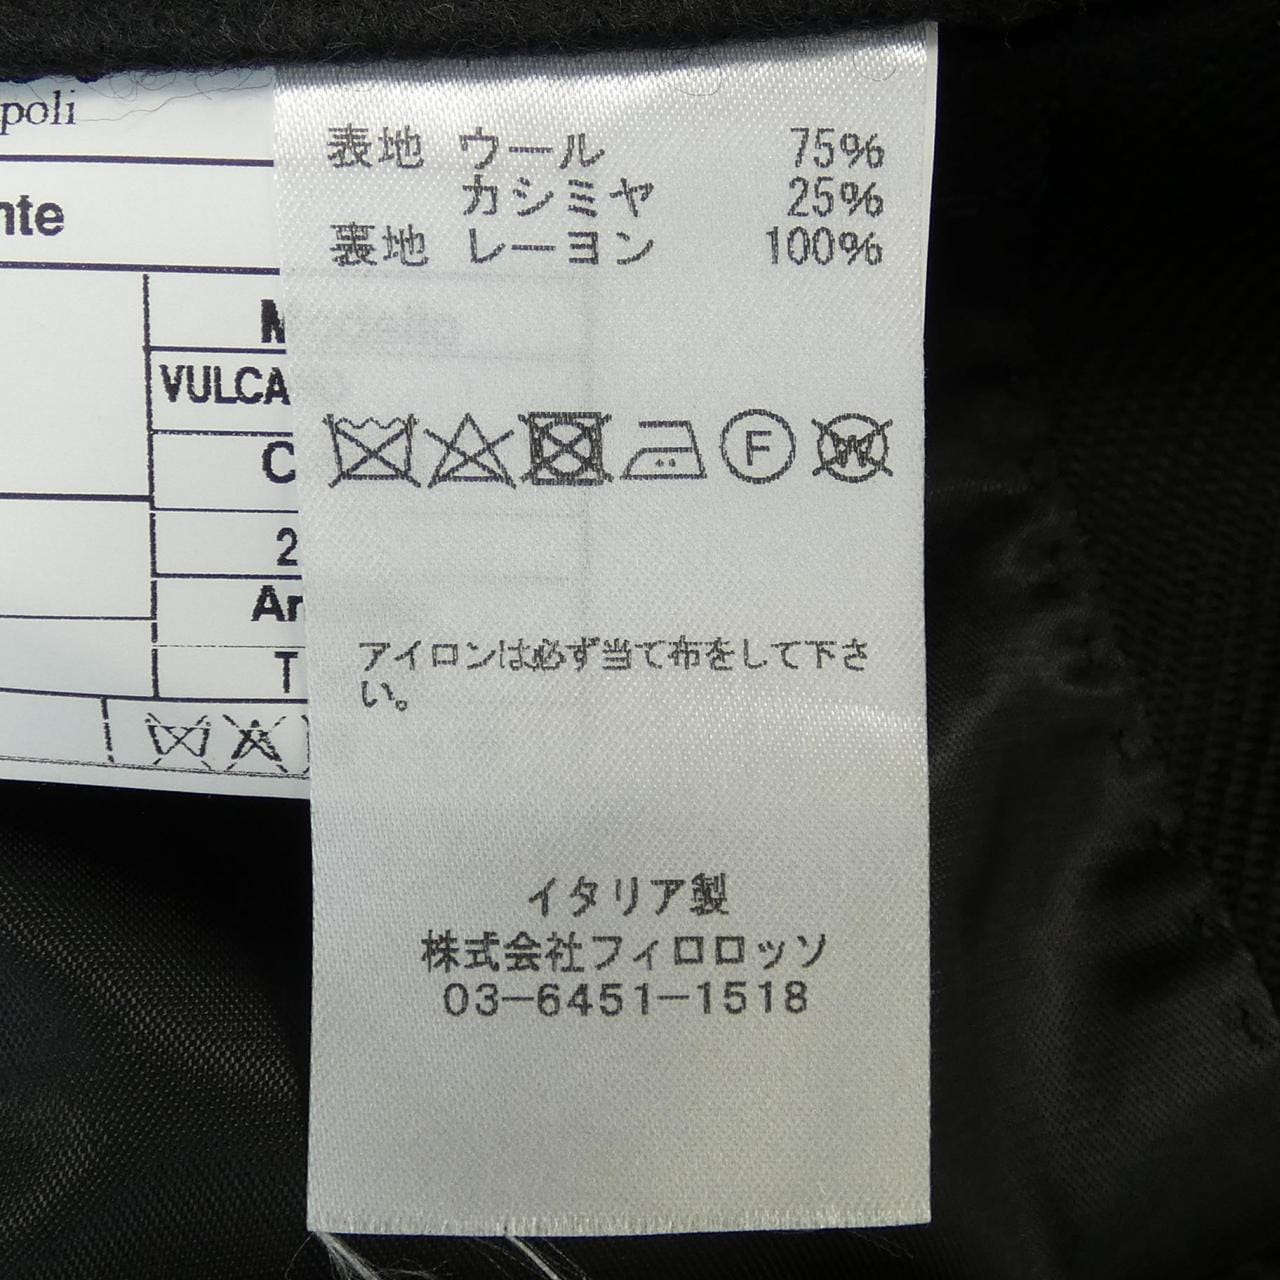 poli
nte
VULCA
C
2
Ar
T
表地 ウール 75%
カシミヤ 25%
裏地 レーヨン 100%
F
W
アイロンは必ず当て布をして下さ
い。
イタリア製
株式会社フィロロッソ
03-6451-1518